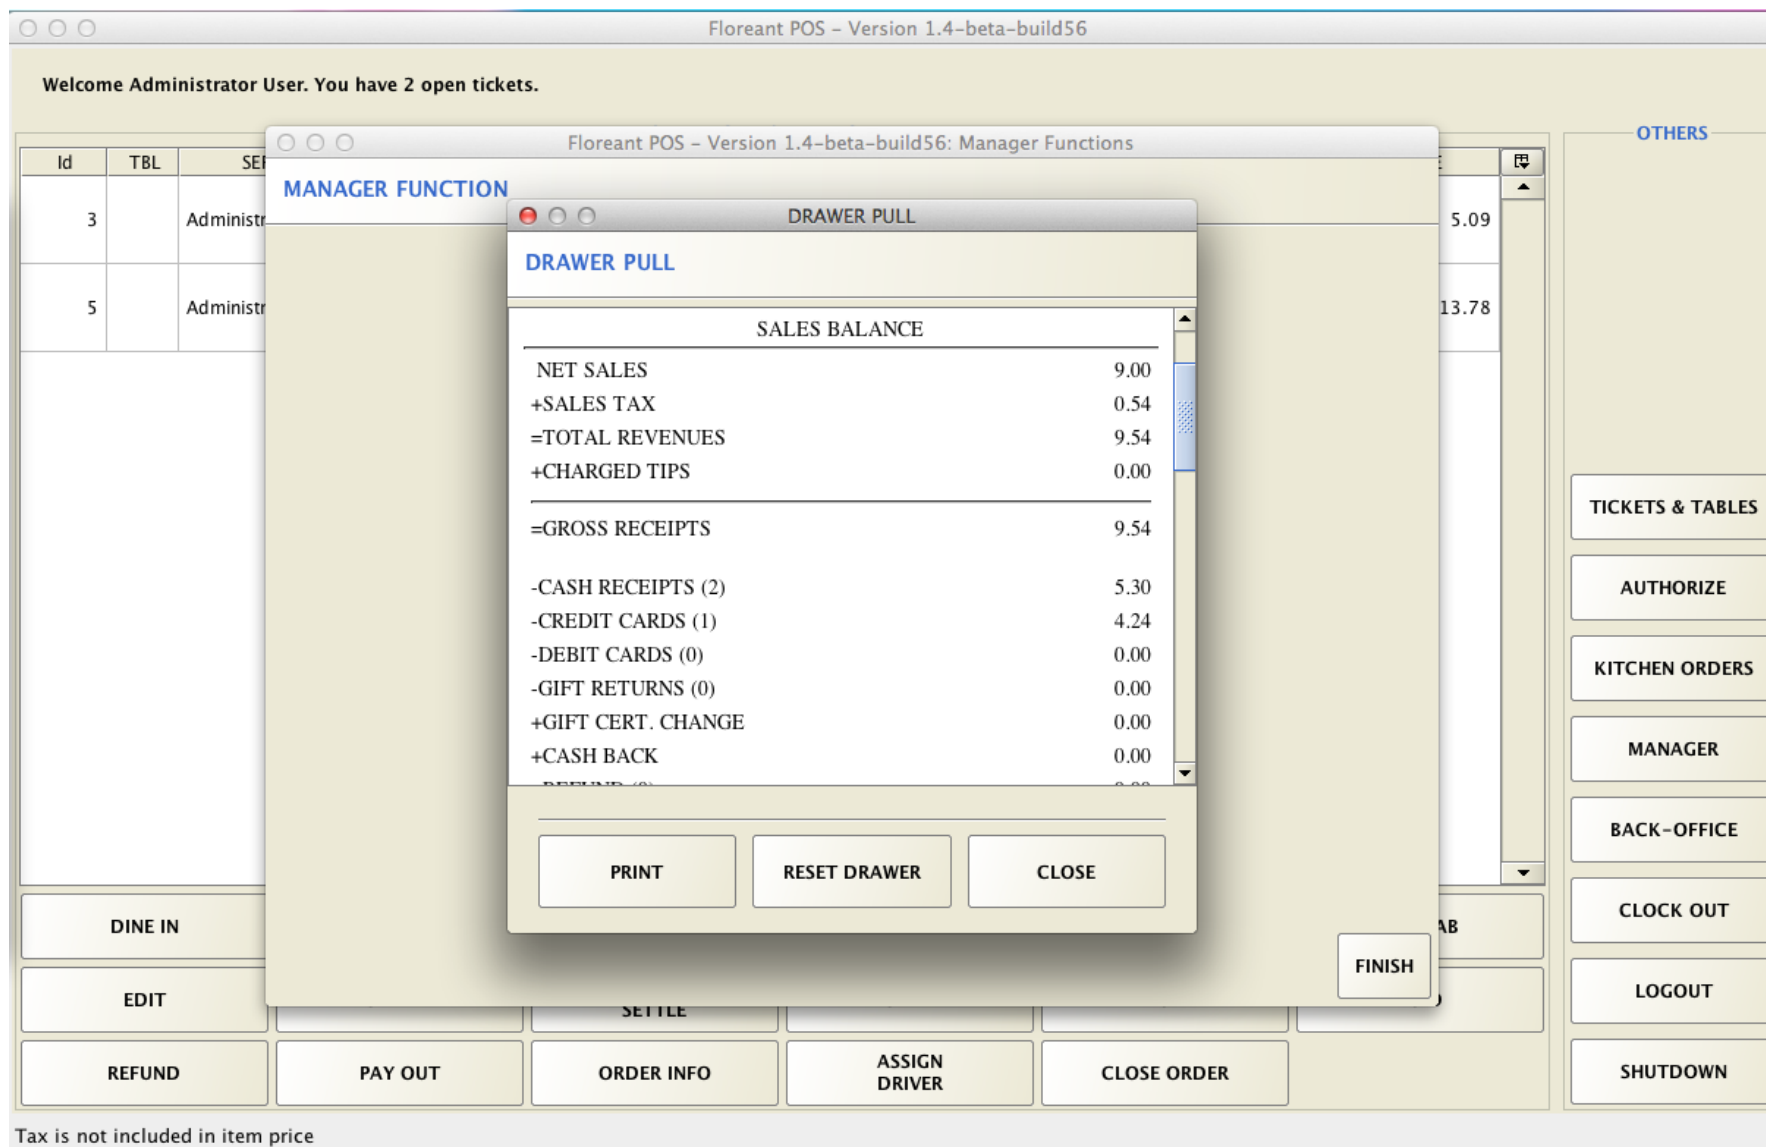 Floreant POS – Version 1.4-beta-build56
Welcome Administrator User. You have 2 open tickets.
Floreant POS – Version 1.4-beta-build56: Manager Functions
OTHERS
Id TBL
MANAGER FUNCTION
DRAWER PULL
3 5.09
DRAWER PULL
5 13.78
SALES BALANCE
NET SALES 9.00
+SALES TAX 0.54
=TOTAL REVENUES 9.54
+CHARGED TIPS 0.00
=GROSS RECEIPTS 9.54
-CASH RECEIPTS (2) 5.30
-CREDIT CARDS (1) 4.24
-DEBIT CARDS (0) 0.00
-GIFT RETURNS (0) 0.00
+GIFT CERT. CHANGE 0.00
+CASH BACK 0.00
PRINT RESET DRAWER CLOSE
FINISH
TICKETS & TABLES
AUTHORIZE
KITCHEN ORDERS
MANAGER
BACK-OFFICE
CLOCK OUT
LOGOUT
SHUTDOWN
DINE IN
EDIT SETTLE
REFUND PAY OUT ORDER INFO ASSIGN DRIVER CLOSE ORDER
Tax is not included in item price